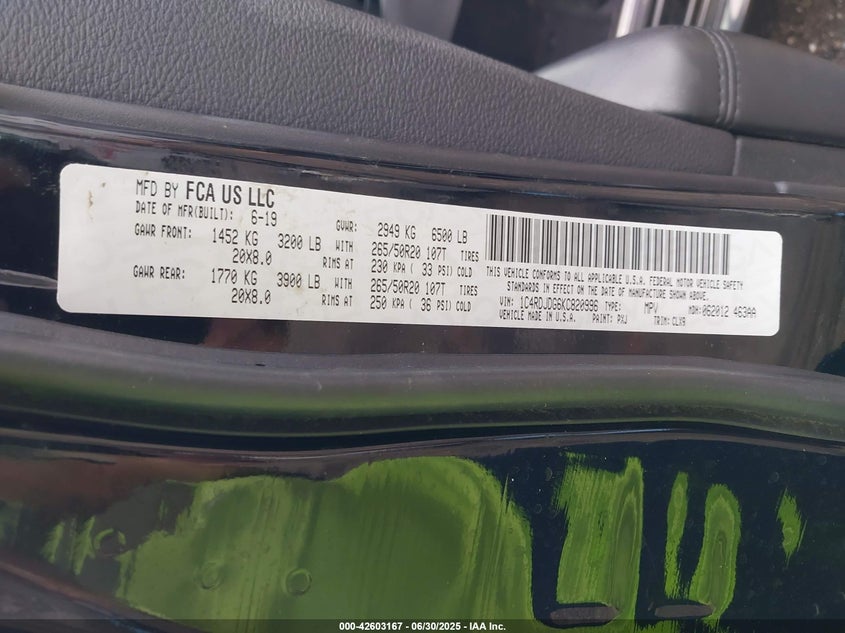 MFD BY FCA US LLC
DATE OF MFR(BUILT): 6-19 GVWR: 2949 KG 6500 LB
GAWR FRONT: 1452 KG 3200 LB WITH 265/50R20 107T TIRES
20X8.0 RIMS AT 230 KPA ( 33 PSI) COLD
GAWR REAR: 1770 KG 3900 LB WITH 265/50R20 107T TIRES
20X8.0 RIMS AT 250 KPA ( 36 PSI) COLD
THIS VEHICLE CONFORMS TO ALL APPLICABLE U.S.A. FEDERAL MOTOR VEHICLE SAFETY
STANDARDS IN EFFECT ON THE DATE OF MANUFACTURE SHOWN ABOVE.
VIN: 1C4RDJDG6KC820996 TYPE: MPV MDH: 062012 463AA
VEHICLE MADE IN U.S.A. PAINT: PXJ TRIM: CLX9
000-42603167 - 06/30/2025 - IAA Inc.